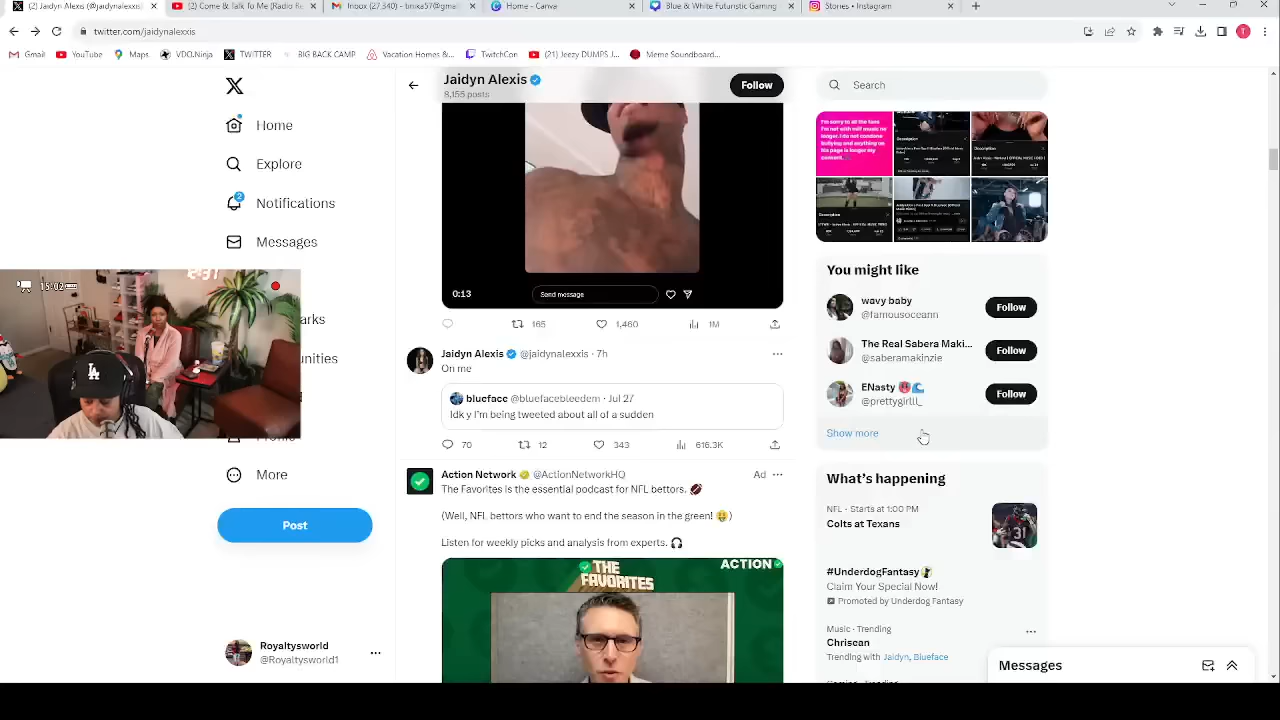 (5) Jaidyn Alexis (@jaidynalexxis)
(2) Come & Talk To Me (Radio Re
Inbox (27,540)
Home - Canva
Blue & White Futuristic Gaming
Stories • Instagram
twitter.com/jaidynalexxis
Gmail
YouTube
Maps
VDO.Ninja
TWITTER
BIG BACK CAMP
Vacation Homes &...
TwitchCon
(21) Jeezy DUMPS J...
Meme Soundboard...
Jaidyn Alexis
8,155 posts
Follow
Search
Home
Notifications
2
Messages
More
Post
Royaltysworld
@Royaltysworld1
0:13
Send message
165
1,460
1M
Jaidyn Alexis @jaidynalexxis · 7h
On me
blueface @bluefacebleedem · Jul 27
Idk y I'm being tweeted about all of a sudden
70
12
343
616.3K
Action Network @ActionNetworkHQ
Ad
The Favorites is the essential podcast for NFL bettors. 🏈
(Well, NFL bettors who want to end the season in the green! 🤑)
Listen for weekly picks and analysis from experts. 🎧
THE
FAVORITES
ACTION
You might like
wavy baby
@famousoceann
Follow
The Real Sabera Maki...
@saberamakinzie
Follow
ENasty
@prettygirlll_
Follow
Show more
What's happening
NFL · Starts at 1:00 PM
Colts at Texans
31
#UnderdogFantasy
Claim Your Special Now!
Promoted by Underdog Fantasy
Music · Trending
Chrisean
Trending with Jaidyn, Blueface
Messages
LA